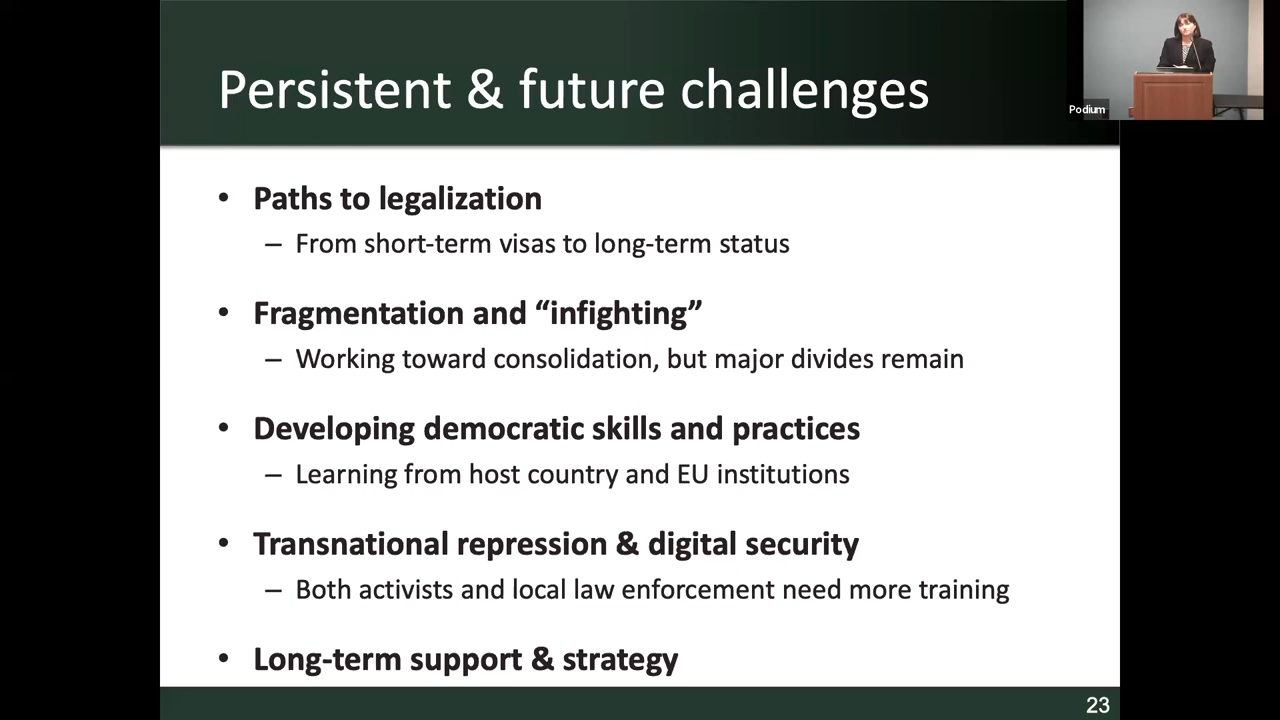 Persistent & future challenges
Podium
• Paths to legalization
– From short-term visas to long-term status
• Fragmentation and “infighting”
– Working toward consolidation, but major divides remain
• Developing democratic skills and practices
– Learning from host country and EU institutions
• Transnational repression & digital security
– Both activists and local law enforcement need more training
• Long-term support & strategy
23